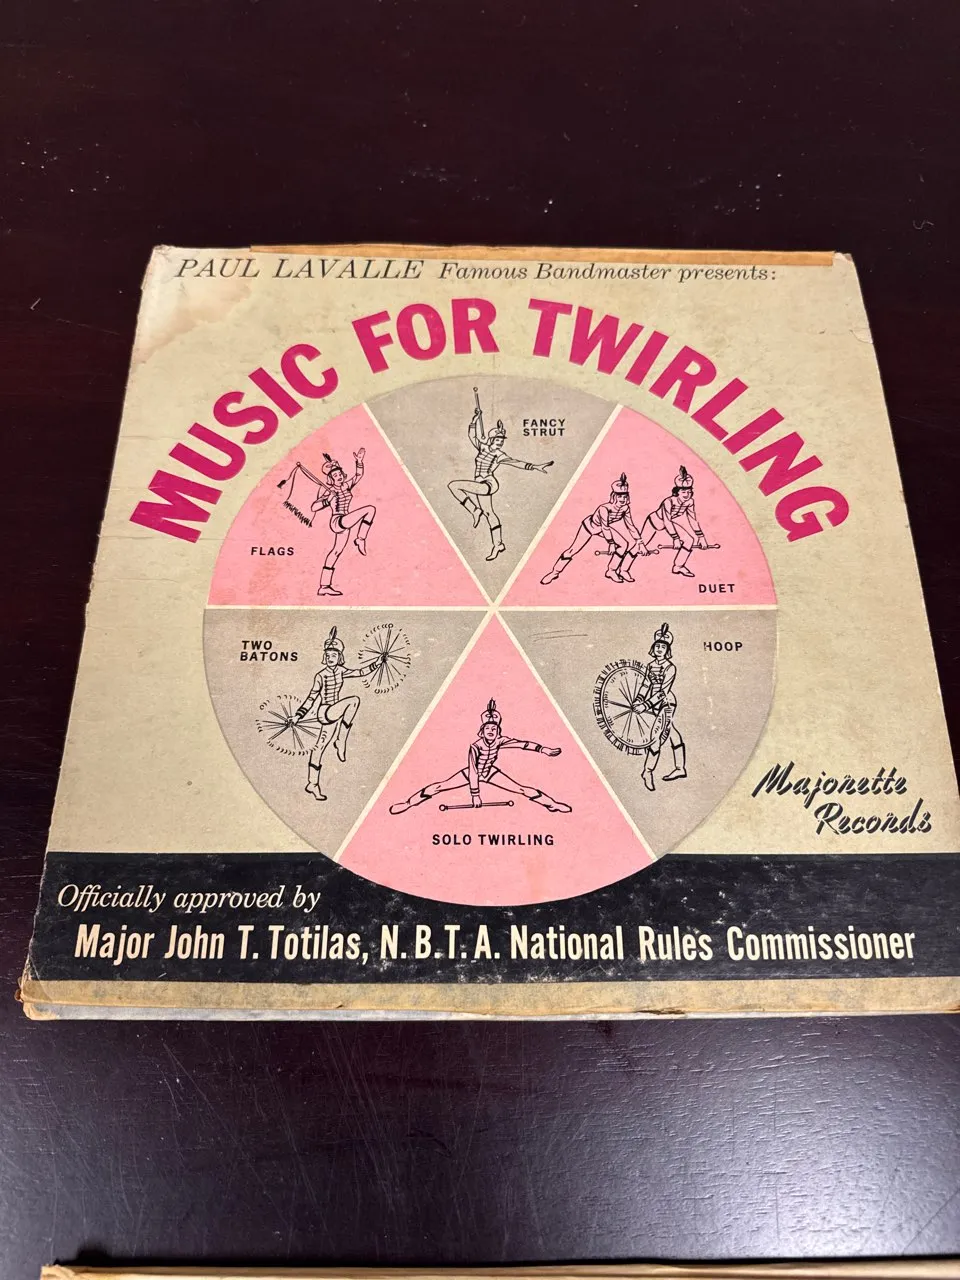 PAUL LAVALLE Famous Bandmaster presents:
MUSIC FOR TWIRLING
FANCY
STRUT
FLAGS
DUET
TWO
BATONS
HOOP
SOLO TWIRLING
Majorette
Records
Officially approved by
Major John T. Totilas, N.B.T.A. National Rules Commissioner